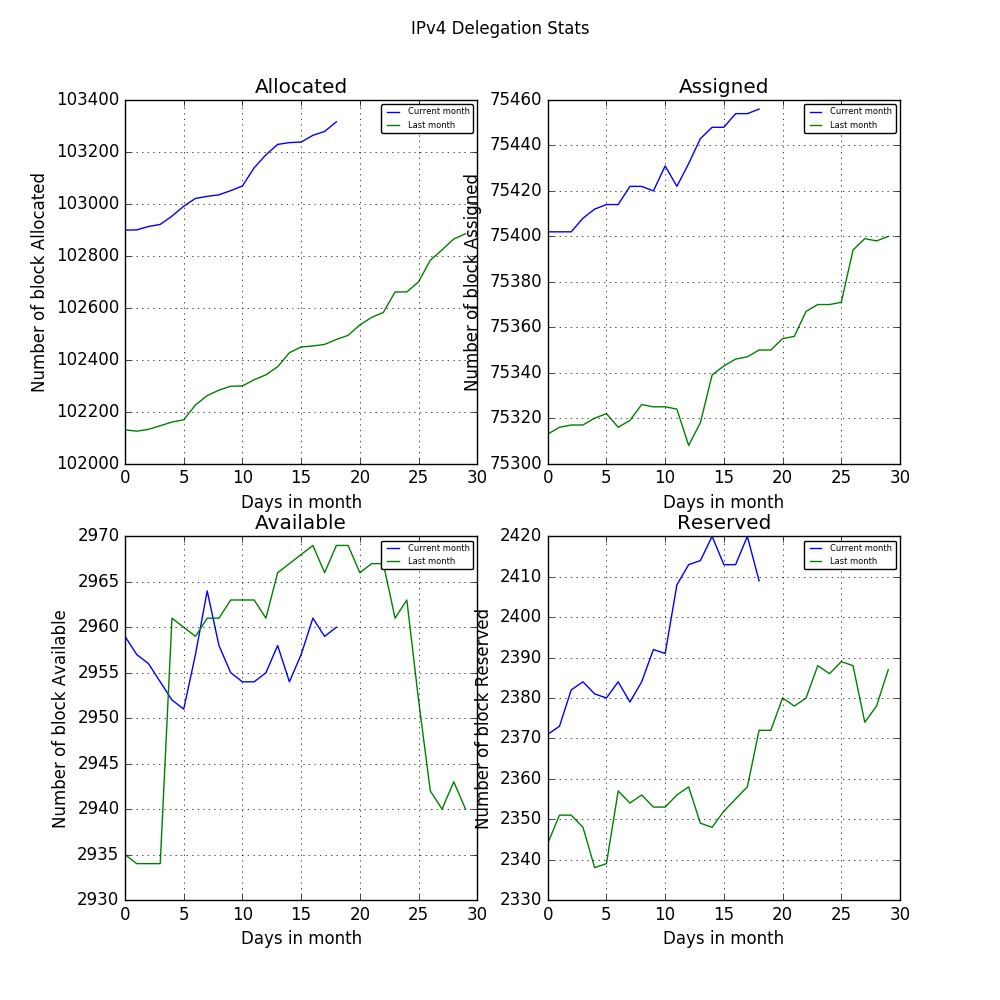 IPv4 Delegation Stats
Allocated
Number of block Allocated
103400
103200
103000
102800
102600
102400
102200
102000
0 5 10 15 20 25 30
Days in month
Current month
Last month
Assigned
Number of block Assigned
75460
75440
75420
75400
75380
75360
75340
75320
75300
0 5 10 15 20 25 30
Days in month
Current month
Last month
Available
Number of block Available
2970
2965
2960
2955
2950
2945
2940
2935
2930
0 5 10 15 20 25 30
Days in month
Current month
Last month
Reserved
Number of block Reserved
2420
2410
2400
2390
2380
2370
2360
2350
2340
2330
0 5 10 15 20 25 30
Days in month
Current month
Last month